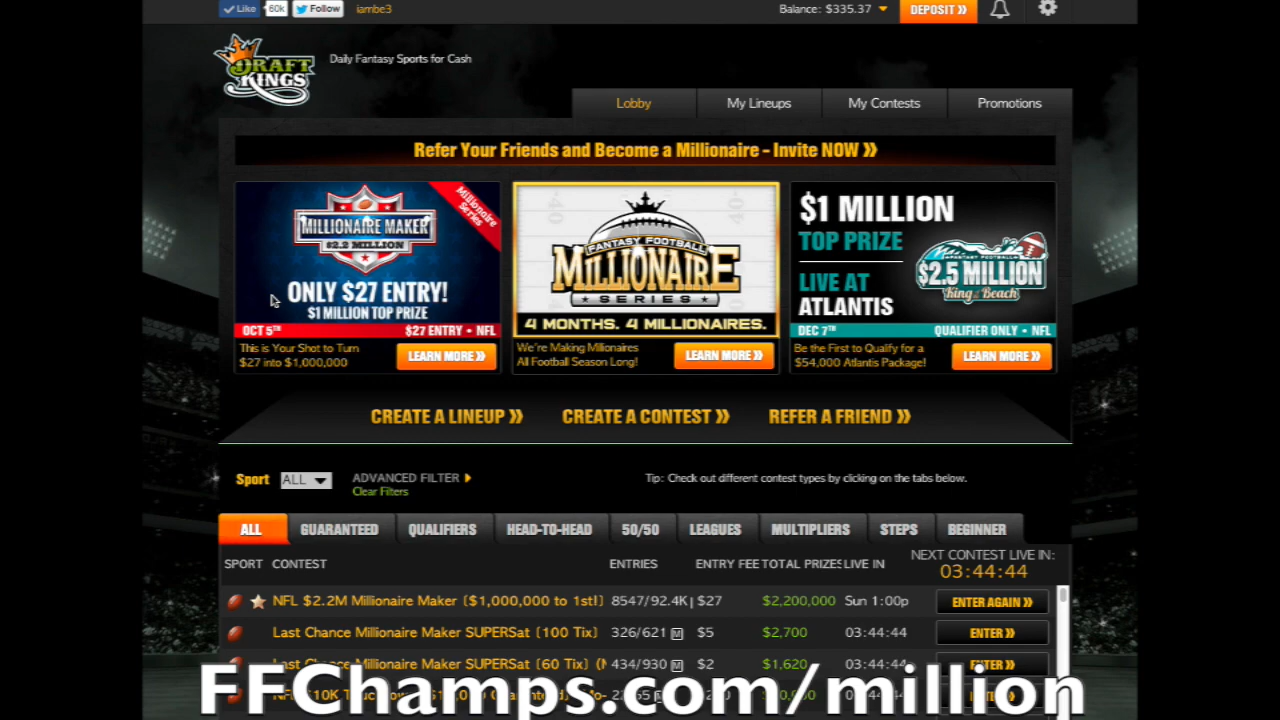 Like 60k Follow iambe3 Balance: $335.37 DEPOSIT
DRAFT KINGS Daily Fantasy Sports for Cash
Lobby My Lineups My Contests Promotions
Refer Your Friends and Become a Millionaire - Invite NOW
Millionaire Series
MILLIONAIRE MAKER
$2.2 MILLION
ONLY $27 ENTRY!
$1 MILLION TOP PRIZE
OCT 5TH $27 ENTRY • NFL
This is Your Shot to Turn
$27 into $1,000,000
LEARN MORE
FANTASY FOOTBALL
MILLIONAIRE
SERIES
4 MONTHS. 4 MILLIONAIRES.
We're Making Millionaires
All Football Season Long!
LEARN MORE
$1 MILLION
TOP PRIZE
LIVE AT
ATLANTIS
FANTASY FOOTBALL
$2.5 MILLION
King of the Beach
DEC 7TH QUALIFIER ONLY • NFL
Be the First to Qualify for a
$54,000 Atlantis Package!
LEARN MORE
CREATE A LINEUP CREATE A CONTEST REFER A FRIEND
Sport ALL ADVANCED FILTER Tip: Check out different contest types by clicking on the tabs below.
Clear Filters
ALL GUARANTEED QUALIFIERS HEAD-TO-HEAD 50/50 LEAGUES MULTIPLIERS STEPS BEGINNER
SPORT CONTEST ENTRIES ENTRY FEE TOTAL PRIZES LIVE IN NEXT CONTEST LIVE IN:
03:44:44
NFL $2.2M Millionaire Maker ($1,000,000 to 1st!) 8547/92.4K $27 $2,200,000 Sun 1:00p ENTER AGAIN
Last Chance Millionaire Maker SUPERSat (100 Tix) 326/621 M $5 $2,700 03:44:44 ENTER
Last Chance Millionaire Maker SUPERSat (60 Tix) 434/930 M $2 $1,620 03:44:44 ENTER
FFChamps.com/million